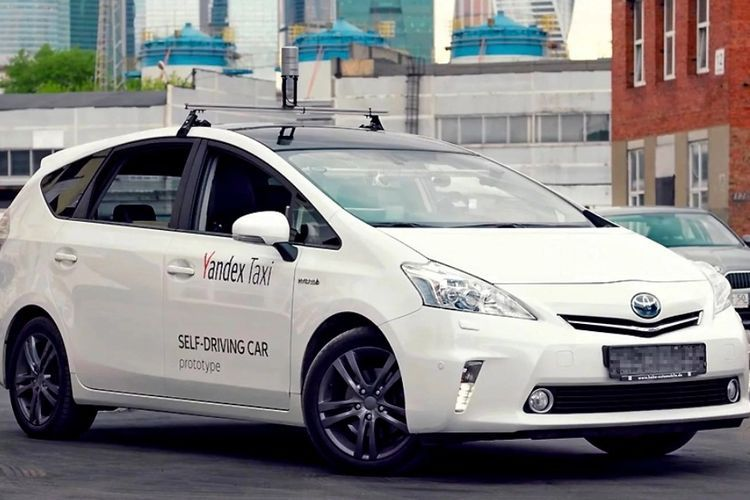 Yandex Taxi
SELF-DRIVING CAR
prototype